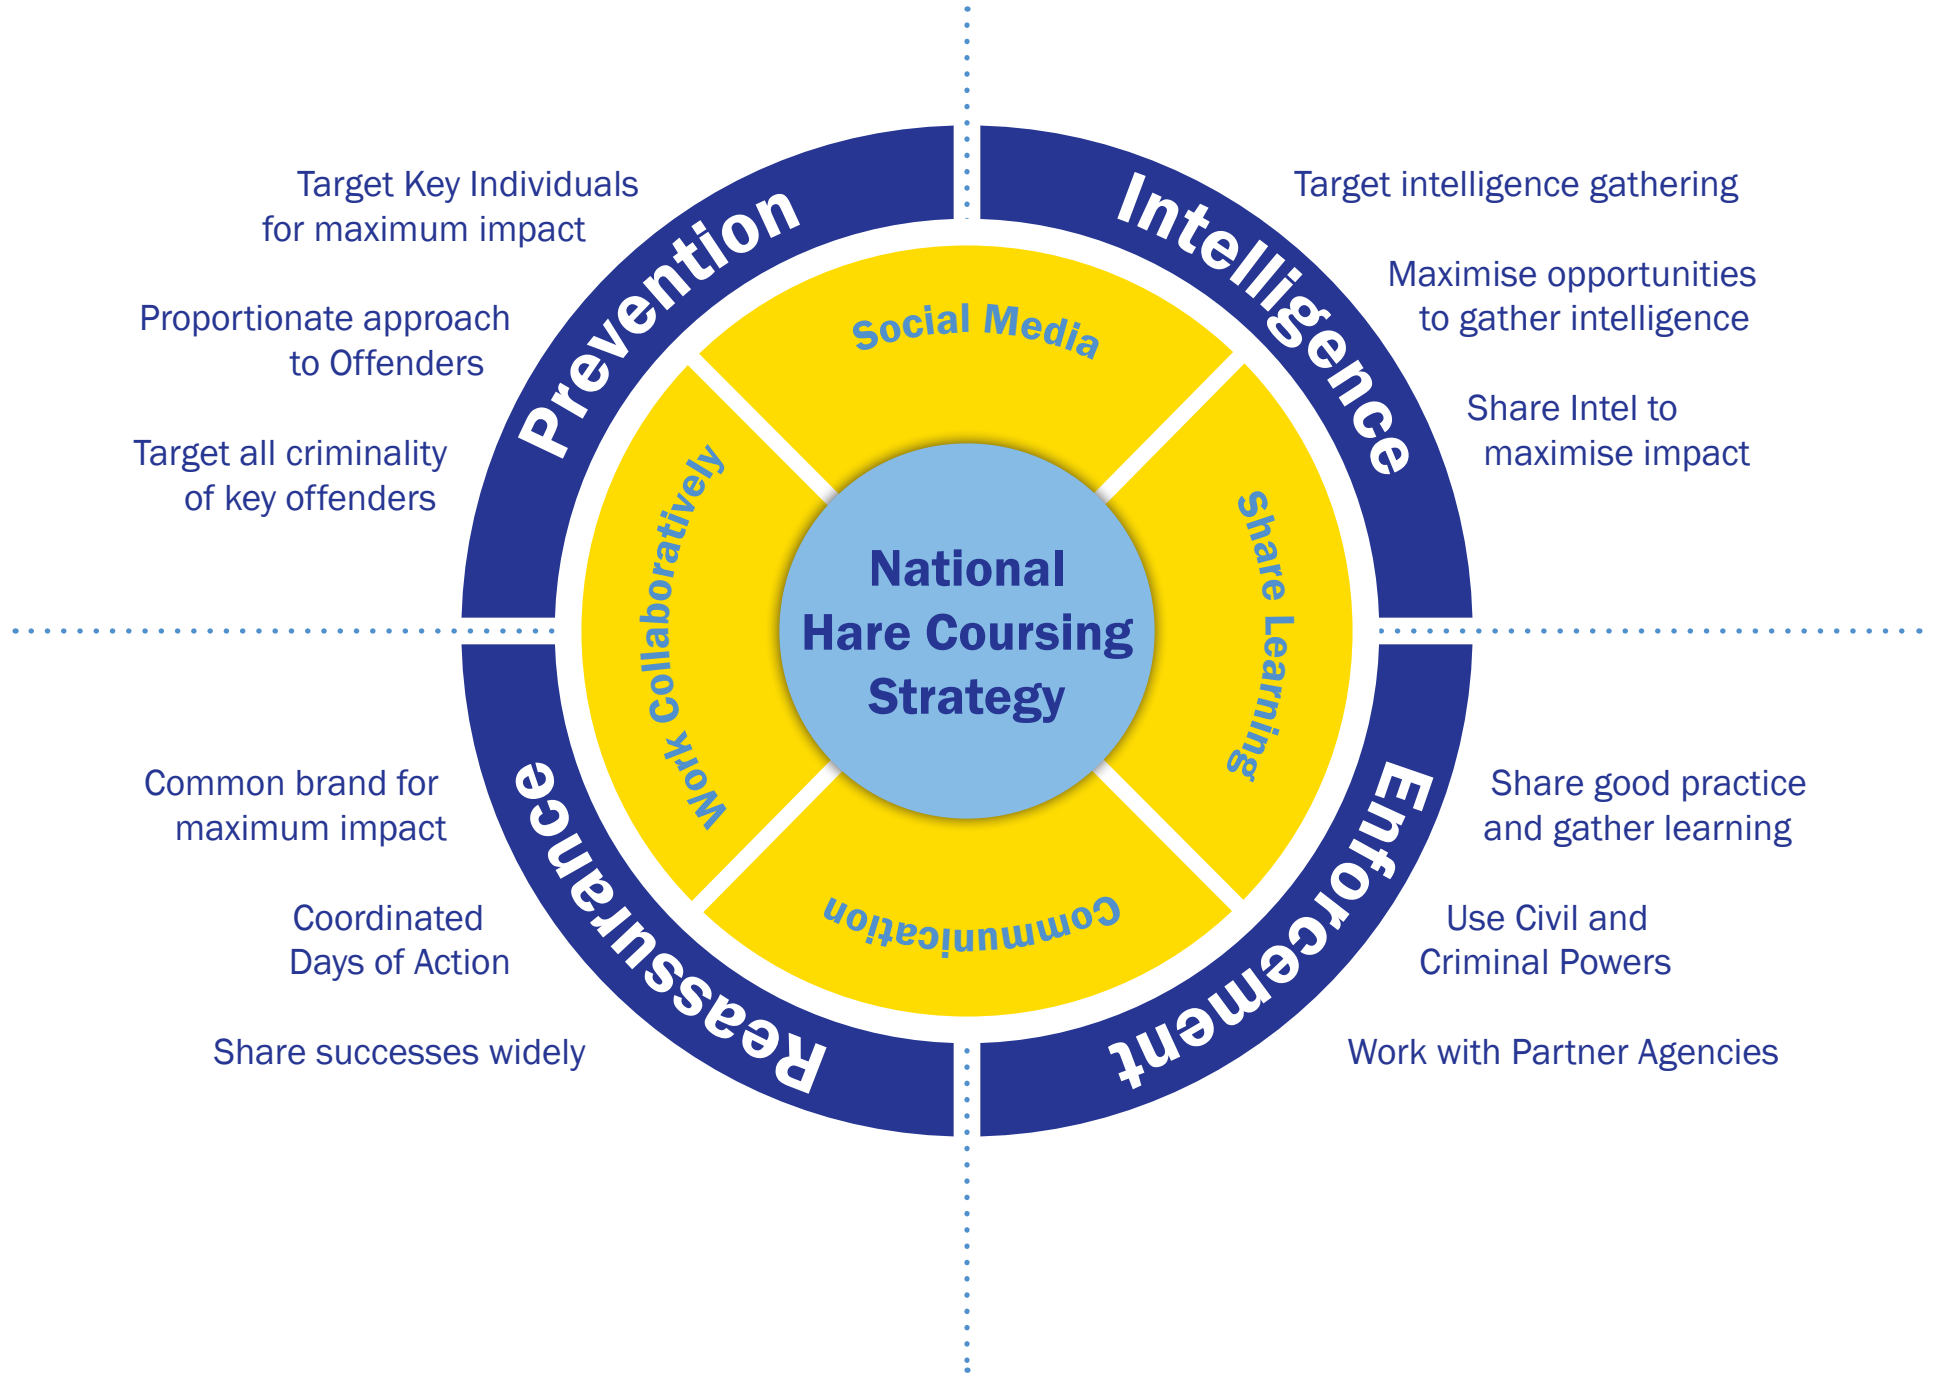 Prevention
Target Key Individuals
for maximum impact
Proportionate approach
to Offenders
Target all criminality
of key offenders
Intelligence
Target intelligence gathering
Maximise opportunities
to gather intelligence
Share Intel to
maximise impact
Social Media
Share Learning
Communication
Work Collaboratively
National
Hare Coursing
Strategy
Reassurance
Common brand for
maximum impact
Coordinated
Days of Action
Share successes widely
Enforcement
Share good practice
and gather learning
Use Civil and
Criminal Powers
Work with Partner Agencies